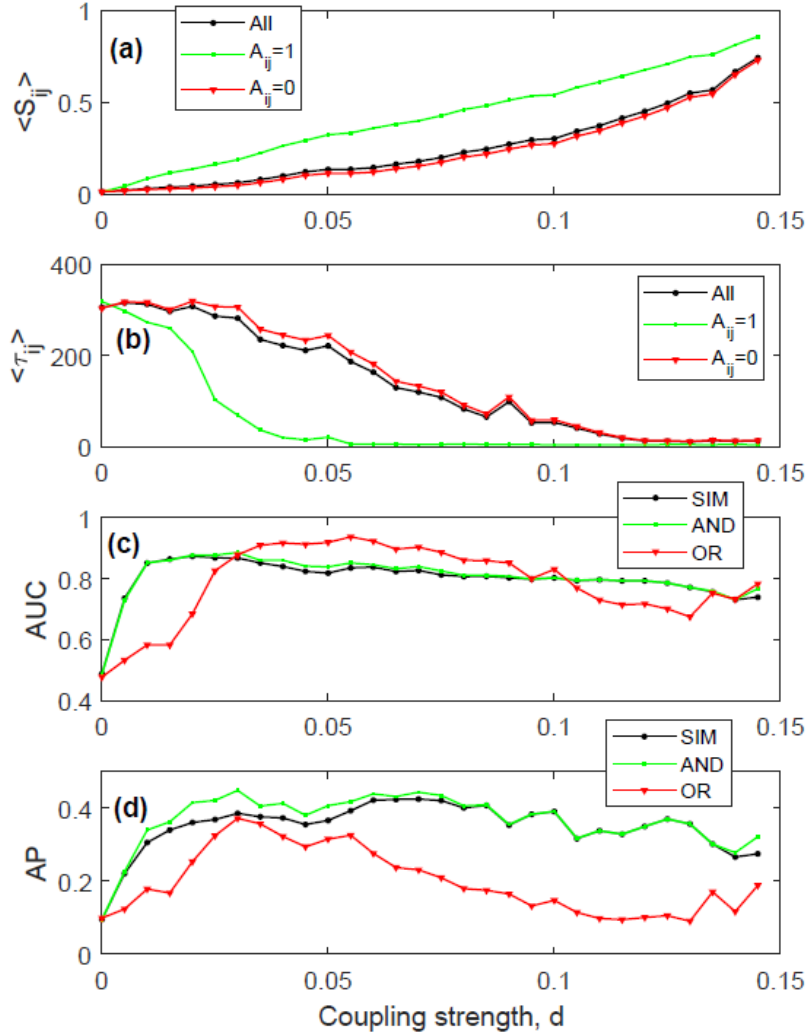 (a)
All
A_ij=1
A_ij=0
<S_ij>
1
0.5
0
0 0.05 0.1 0.15
(b)
All
A_ij=1
A_ij=0
<τ_ij>
400
200
0
0 0.05 0.1 0.15
(c)
SIM
AND
OR
AUC
1
0.8
0.6
0.4
0 0.05 0.1 0.15
(d)
SIM
AND
OR
AP
0.4
0.2
0
0 0.05 0.1 0.15
Coupling strength, d